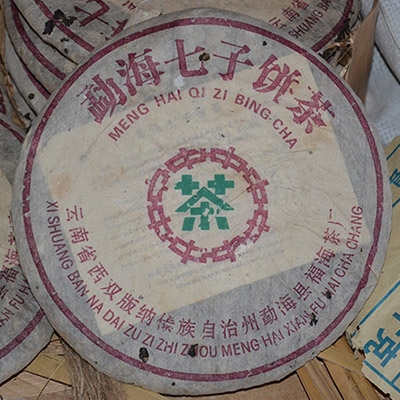 勐海七子饼茶
MENG HAI QI ZI BING CHA
茶
云南省西双版纳傣族自治州勐海县福海茶厂
XI SHUANG BAN NA DAI ZU ZI ZHI ZHOU MENG HAI XIAN FU HAI CHA CHANG